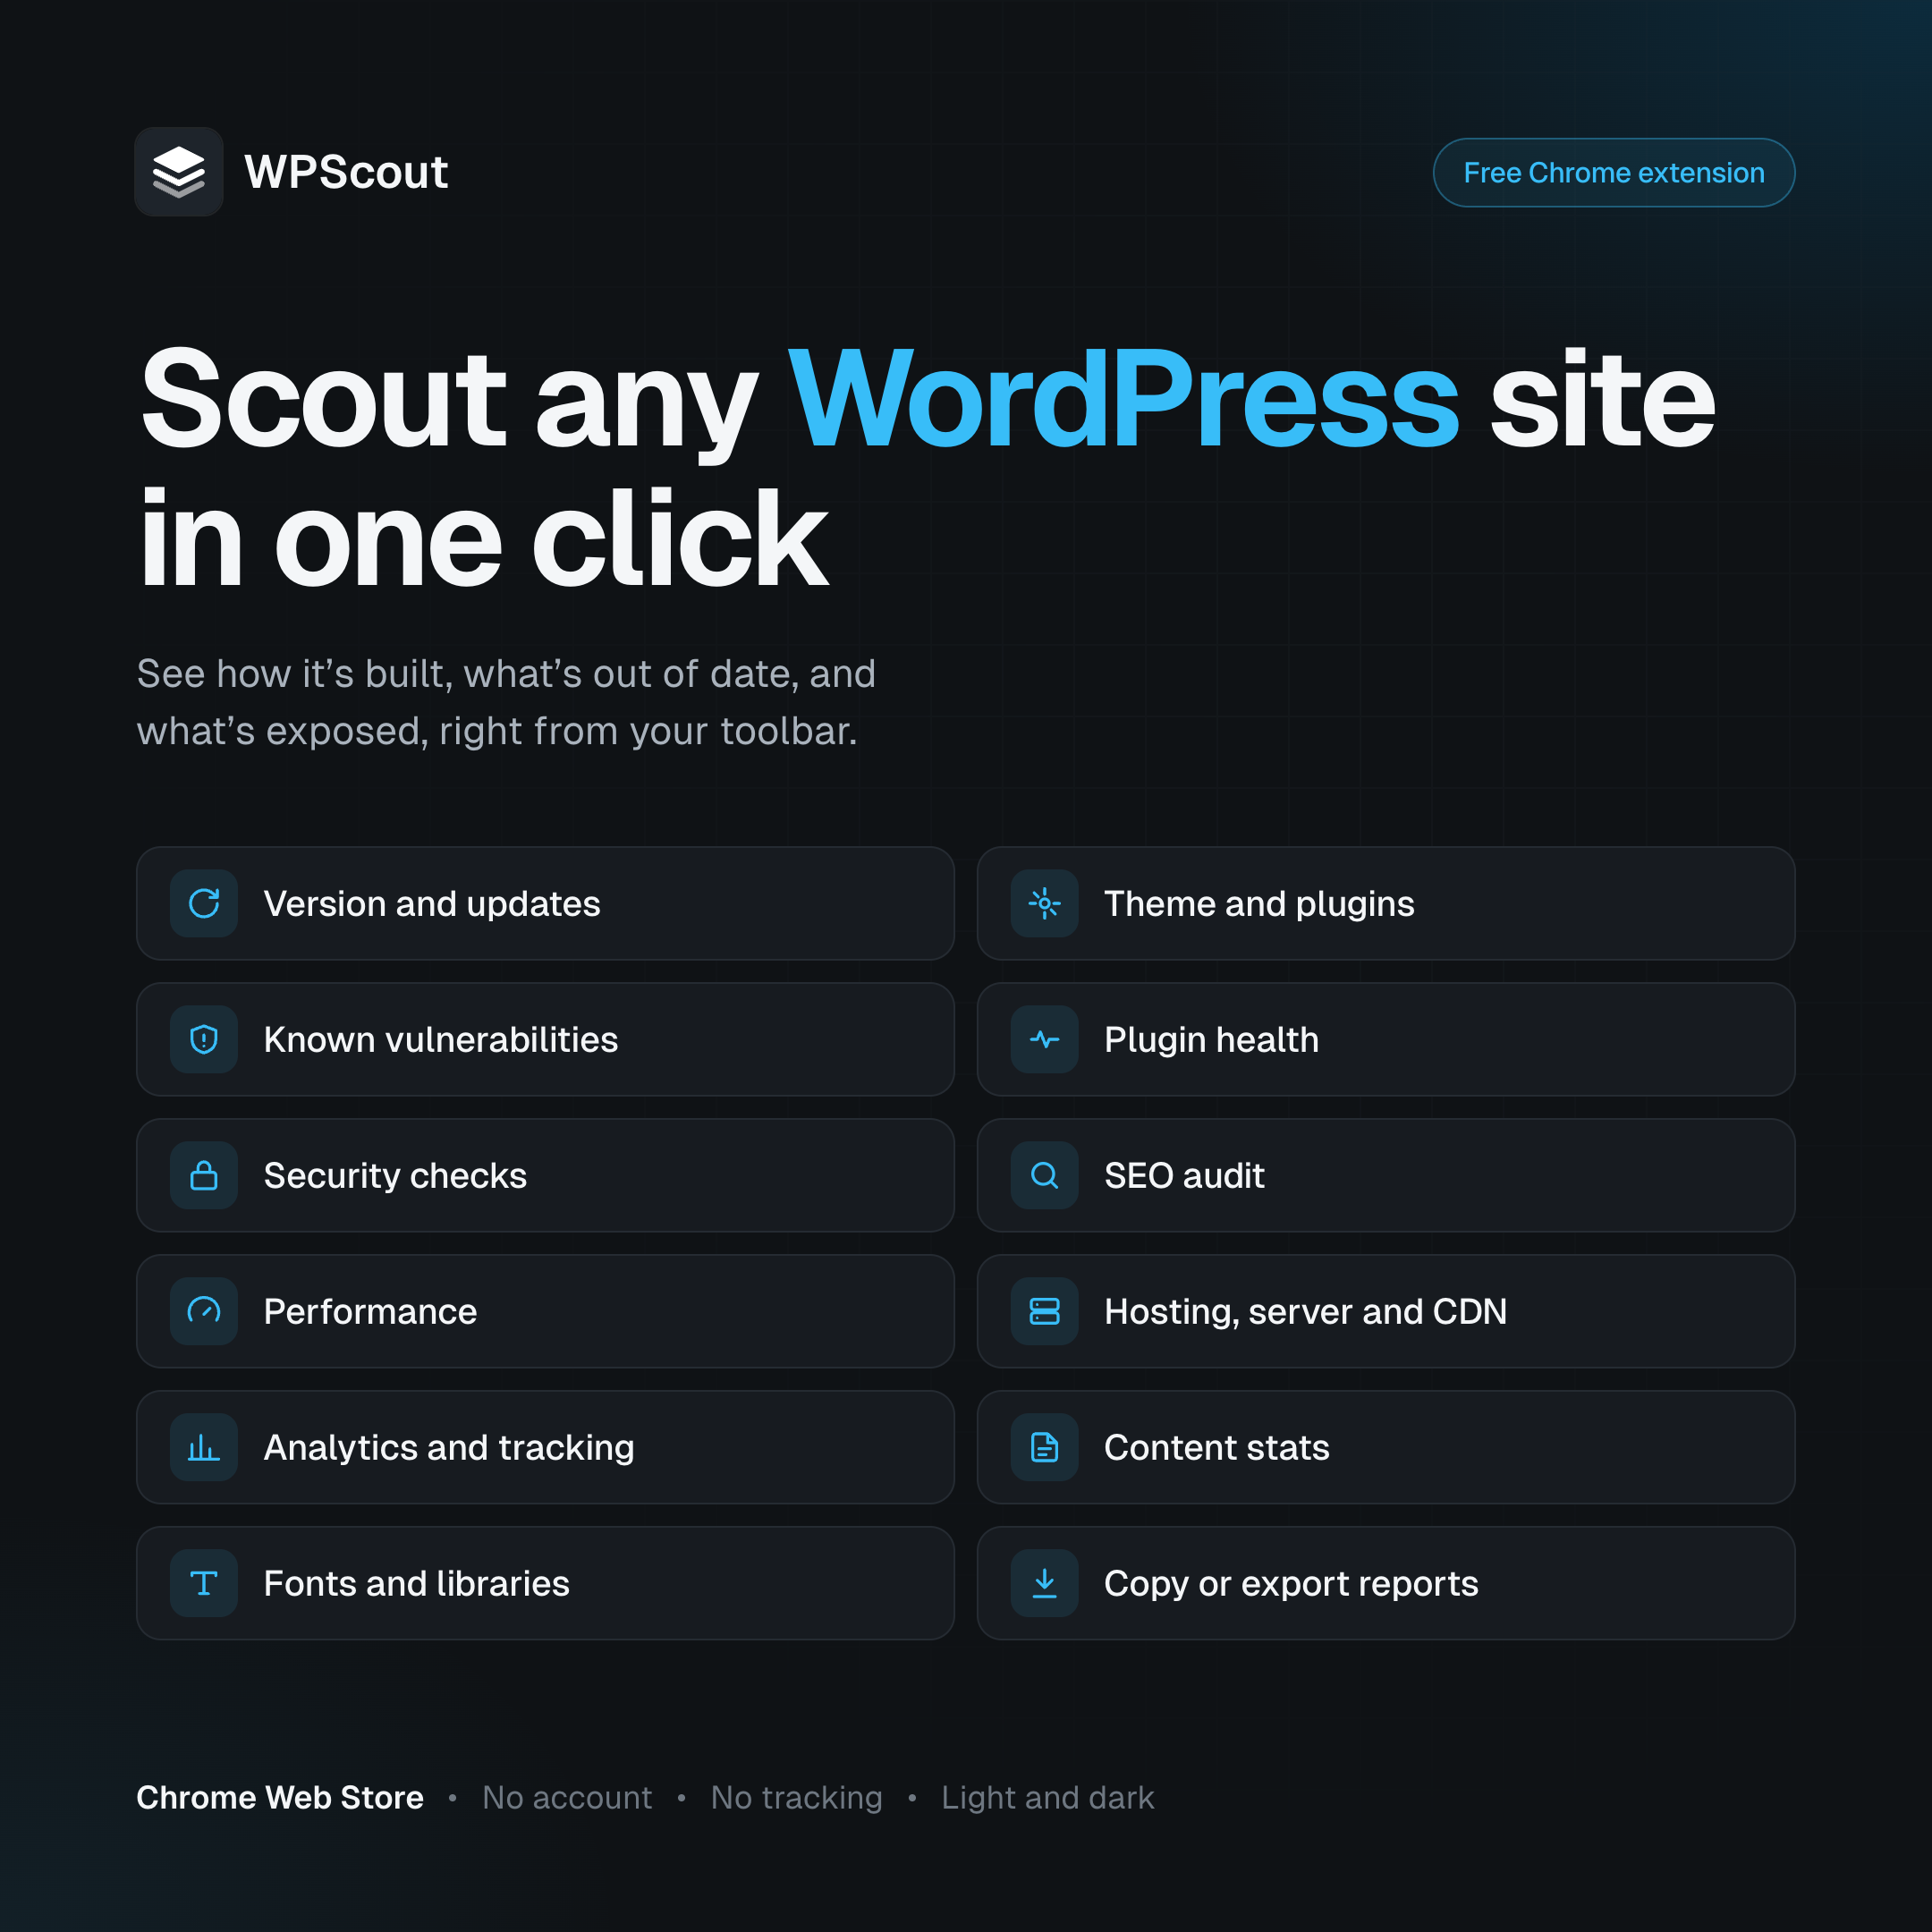 WPScout
Free Chrome extension
Scout any WordPress site
in one click
See how it’s built, what’s out of date, and
what’s exposed, right from your toolbar.
Version and updates
Theme and plugins
Known vulnerabilities
Plugin health
Security checks
SEO audit
Performance
Hosting, server and CDN
Analytics and tracking
Content stats
Fonts and libraries
Copy or export reports
Chrome Web Store • No account • No tracking • Light and dark